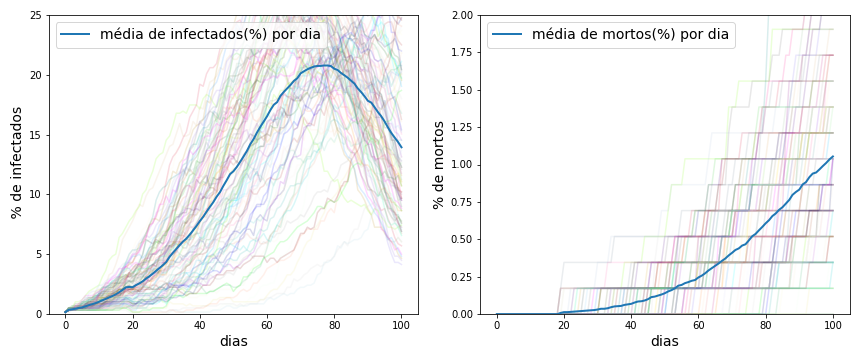 média de infectados(%) por dia
% de infectados
25
20
15
10
5
0
0 20 40 60 80 100
dias
média de mortos(%) por dia
% de mortos
2.00
1.75
1.50
1.25
1.00
0.75
0.50
0.25
0.00
0 20 40 60 80 100
dias